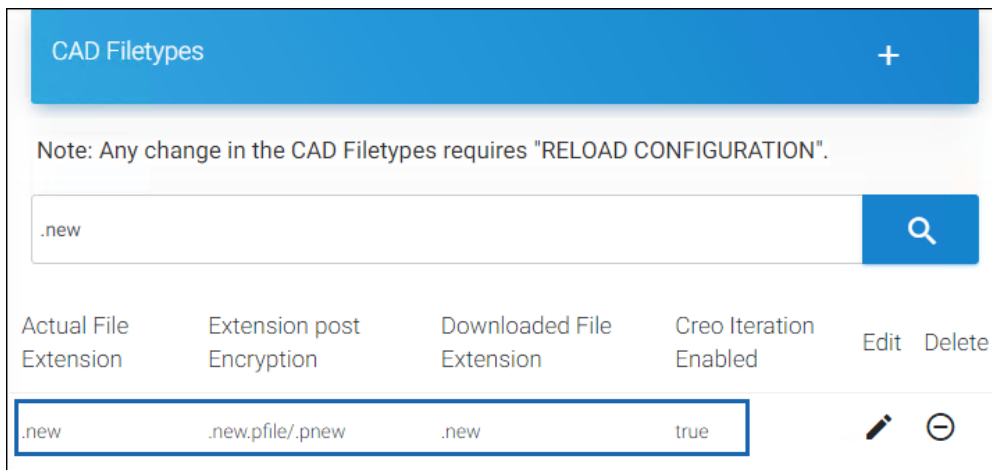 CAD Filetypes +
Note: Any change in the CAD Filetypes requires "RELOAD CONFIGURATION".
.new
Actual File Extension
Extension post Encryption
Downloaded File Extension
Creo Iteration Enabled
Edit
Delete
.new .new.pfile/.pnew .new true